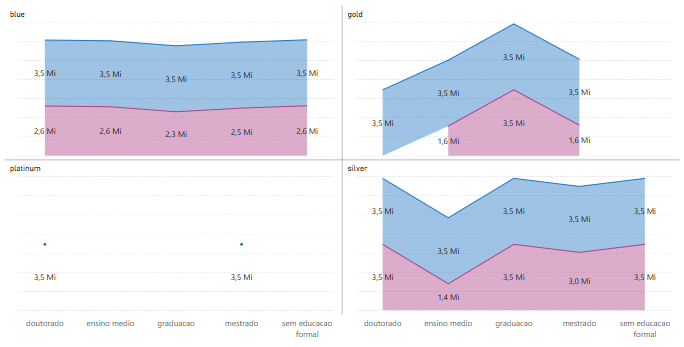 blue
gold
3,5 Mi 3,5 Mi 3,5 Mi 3,5 Mi 3,5 Mi
2,6 Mi 2,6 Mi 2,3 Mi 2,5 Mi 2,6 Mi
3,5 Mi 3,5 Mi 3,5 Mi 3,5 Mi
1,6 Mi 3,5 Mi 1,6 Mi
platinum
silver
3,5 Mi 3,5 Mi
3,5 Mi 3,5 Mi 3,5 Mi 3,5 Mi 3,5 Mi
3,5 Mi 1,4 Mi 3,5 Mi 3,0 Mi 3,5 Mi
doutorado ensino medio graduacao mestrado sem educacao
formal
doutorado ensino medio graduacao mestrado sem educacao
formal